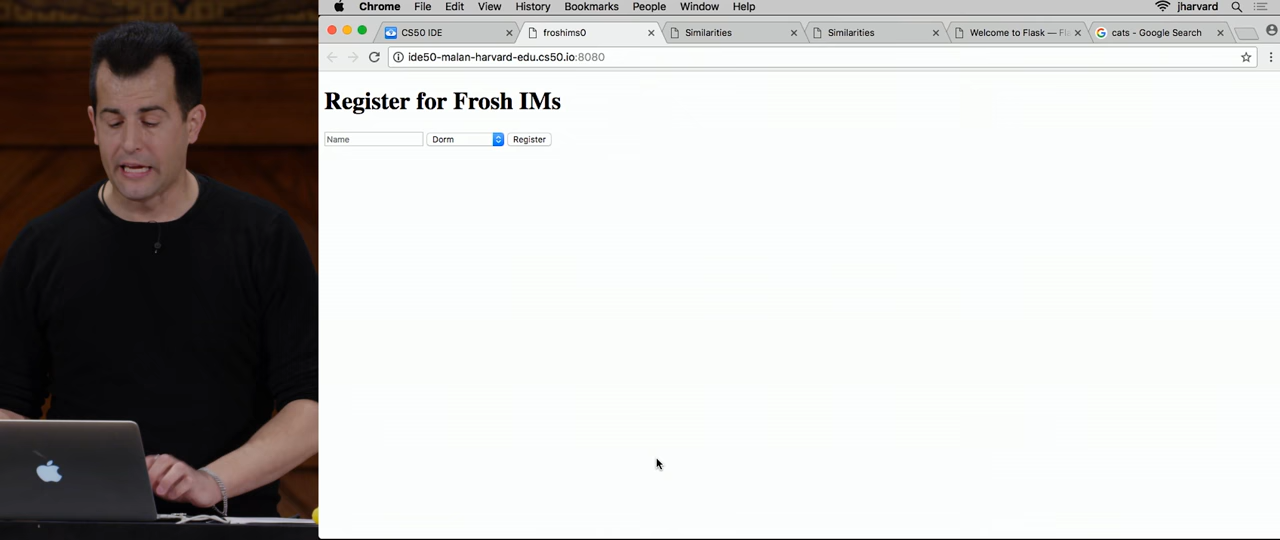 Chrome File Edit View History Bookmarks People Window Help jharvard
CS50 IDE froshims0 Similarities Similarities Welcome to Flask — Fl cats - Google Search
ide50-malan-harvard-edu.cs50.io:8080
Register for Frosh IMs
Name Dorm Register